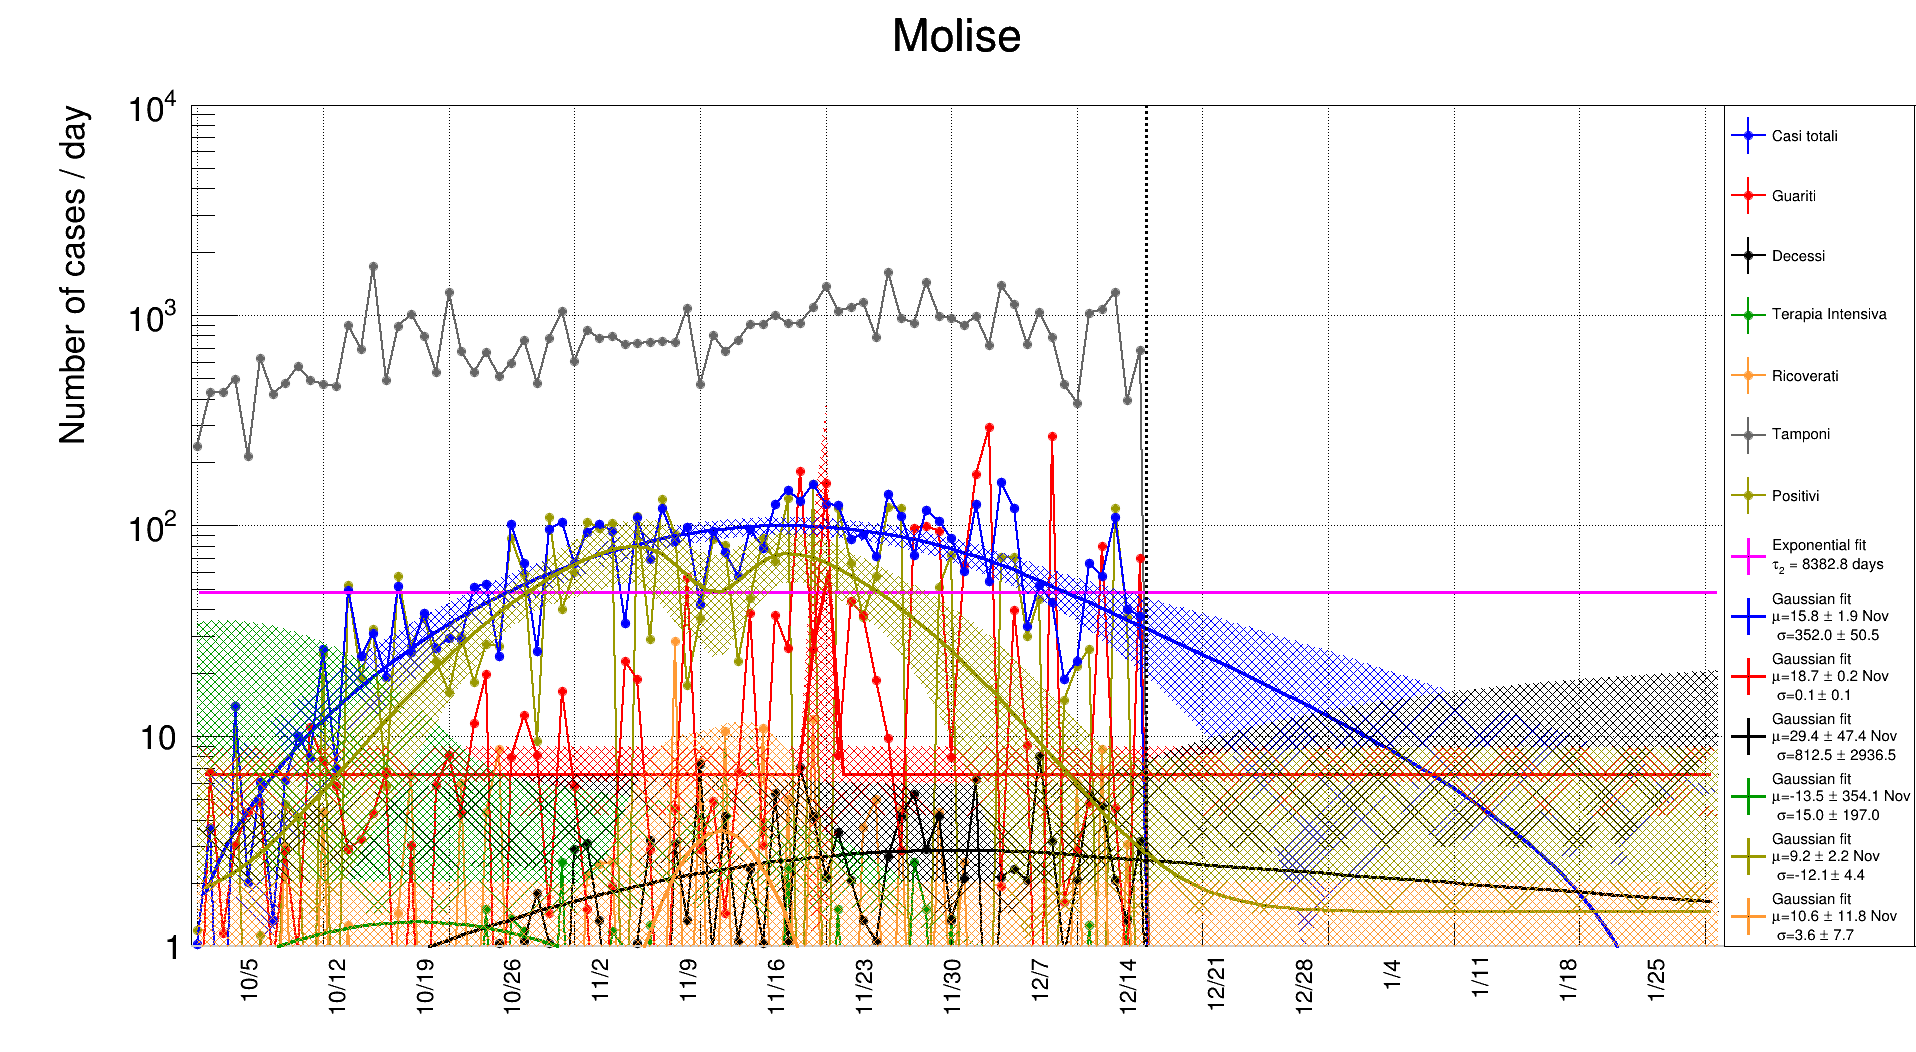 Molise
Number of cases / day
10^4
10^3
10^2
10
1
10/5
10/12
10/19
10/26
11/2
11/9
11/16
11/23
11/30
12/7
12/14
12/21
12/28
1/4
1/11
1/18
1/25
Casi totali
Guariti
Decessi
Terapia Intensiva
Ricoverati
Tamponi
Positivi
Exponential fit
τ_2 = 8382.8 days
Gaussian fit
μ=15.8 ± 1.9 Nov
σ=352.0 ± 50.5
Gaussian fit
μ=18.7 ± 0.2 Nov
σ=0.1 ± 0.1
Gaussian fit
μ=29.4 ± 47.4 Nov
σ=812.5 ± 2936.5
Gaussian fit
μ=-13.5 ± 354.1 Nov
σ=15.0 ± 197.0
Gaussian fit
μ=9.2 ± 2.2 Nov
σ=-12.1 ± 4.4
Gaussian fit
μ=10.6 ± 11.8 Nov
σ=3.6 ± 7.7